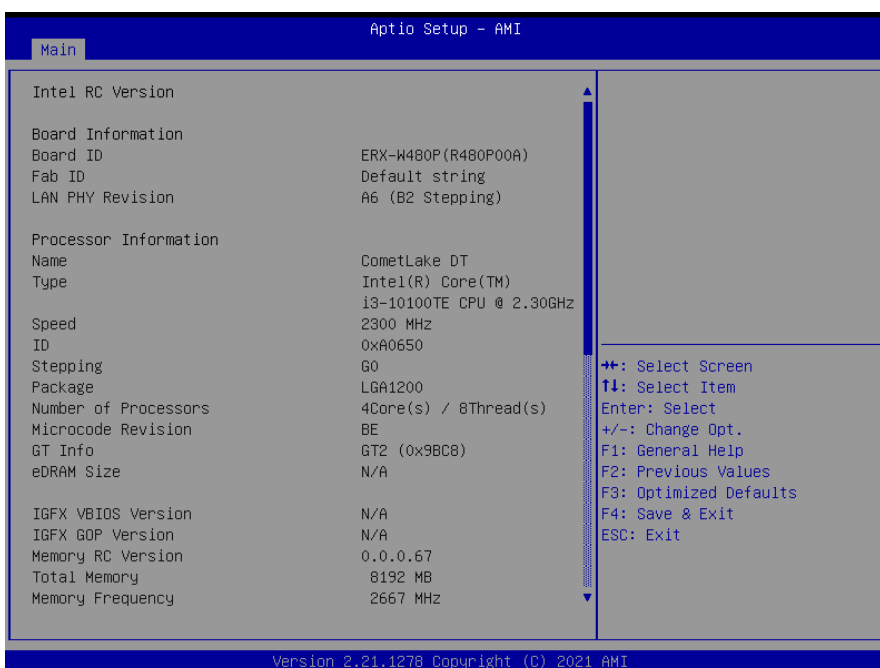 Aptio Setup – AMI
Main
Intel RC Version
Board Information
Board ID ERX-W480P(R480P00A)
Fab ID Default string
LAN PHY Revision A6 (B2 Stepping)
Processor Information
Name CometLake DT
Type Intel(R) Core(TM)
i3-10100TE CPU @ 2.30GHz
Speed 2300 MHz
ID 0xA0650
Stepping G0
Package LGA1200
Number of Processors 4Core(s) / 8Thread(s)
Microcode Revision BE
GT Info GT2 (0x9BC8)
eDRAM Size N/A
IGFX VBIOS Version N/A
IGFX GOP Version N/A
Memory RC Version 0.0.0.67
Total Memory 8192 MB
Memory Frequency 2667 MHz
→←: Select Screen
↑↓: Select Item
Enter: Select
+/-: Change Opt.
F1: General Help
F2: Previous Values
F3: Optimized Defaults
F4: Save & Exit
ESC: Exit
Version 2.21.1278 Copyright (C) 2021 AMI